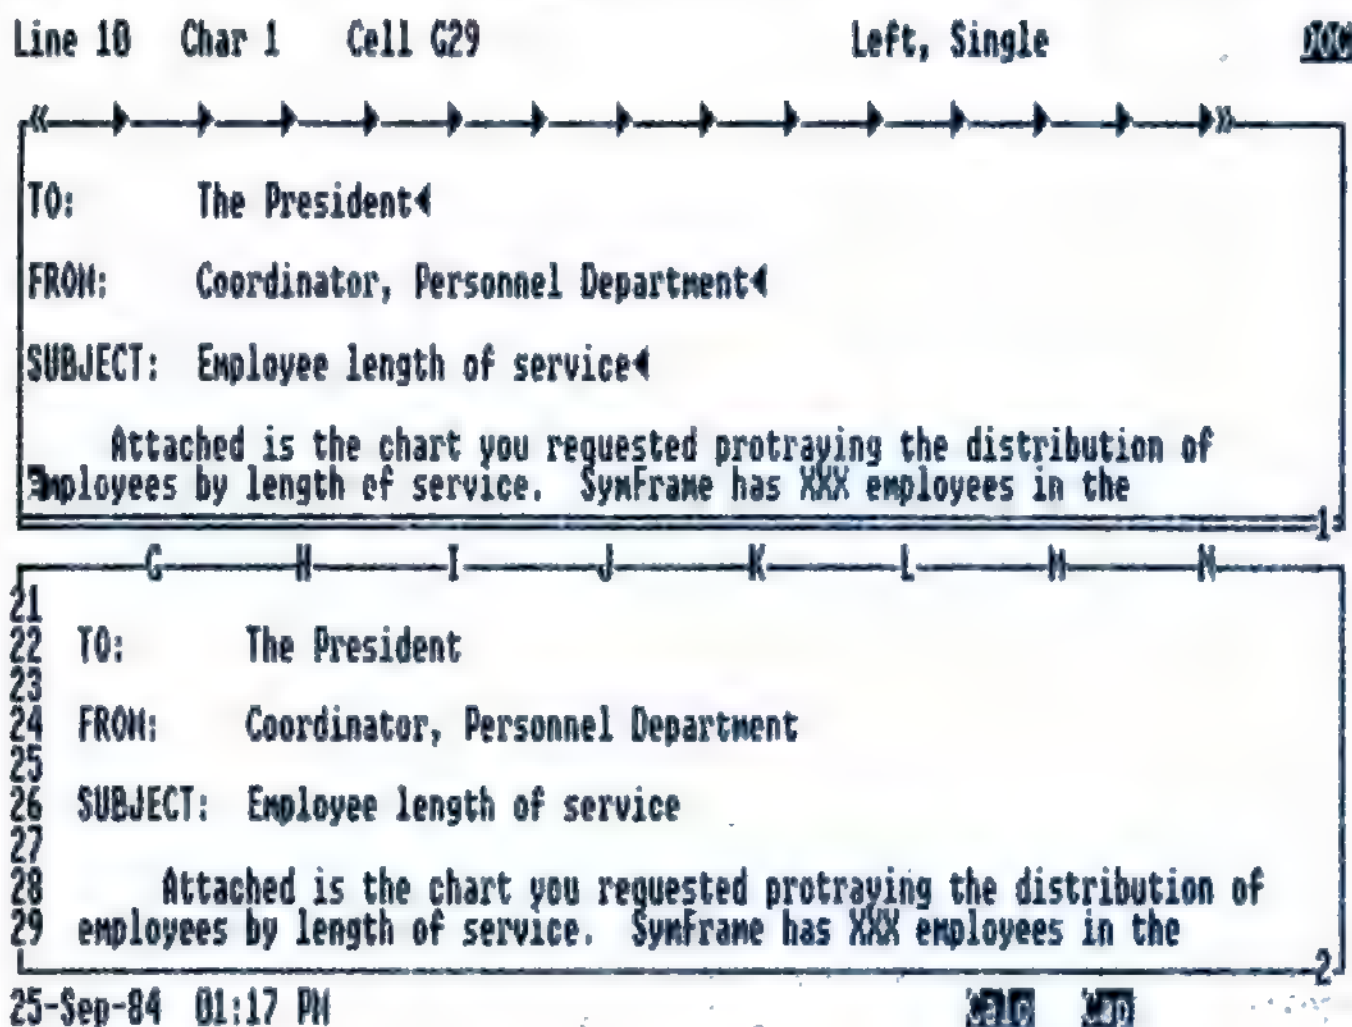 Line 10 Char 1 Cell G29 Left, Single DOC
TO: The President
FROM: Coordinator, Personnel Department
SUBJECT: Employee length of service
Attached is the chart you requested protraying the distribution of
employees by length of service. SymFrame has XXX employees in the
1
G H I J K L M N
21
22 TO: The President
23
24 FROM: Coordinator, Personnel Department
25
26 SUBJECT: Employee length of service
27
28 Attached is the chart you requested protraying the distribution of
29 employees by length of service. SymFrame has XXX employees in the
2
25-Sep-84 01:17 PM